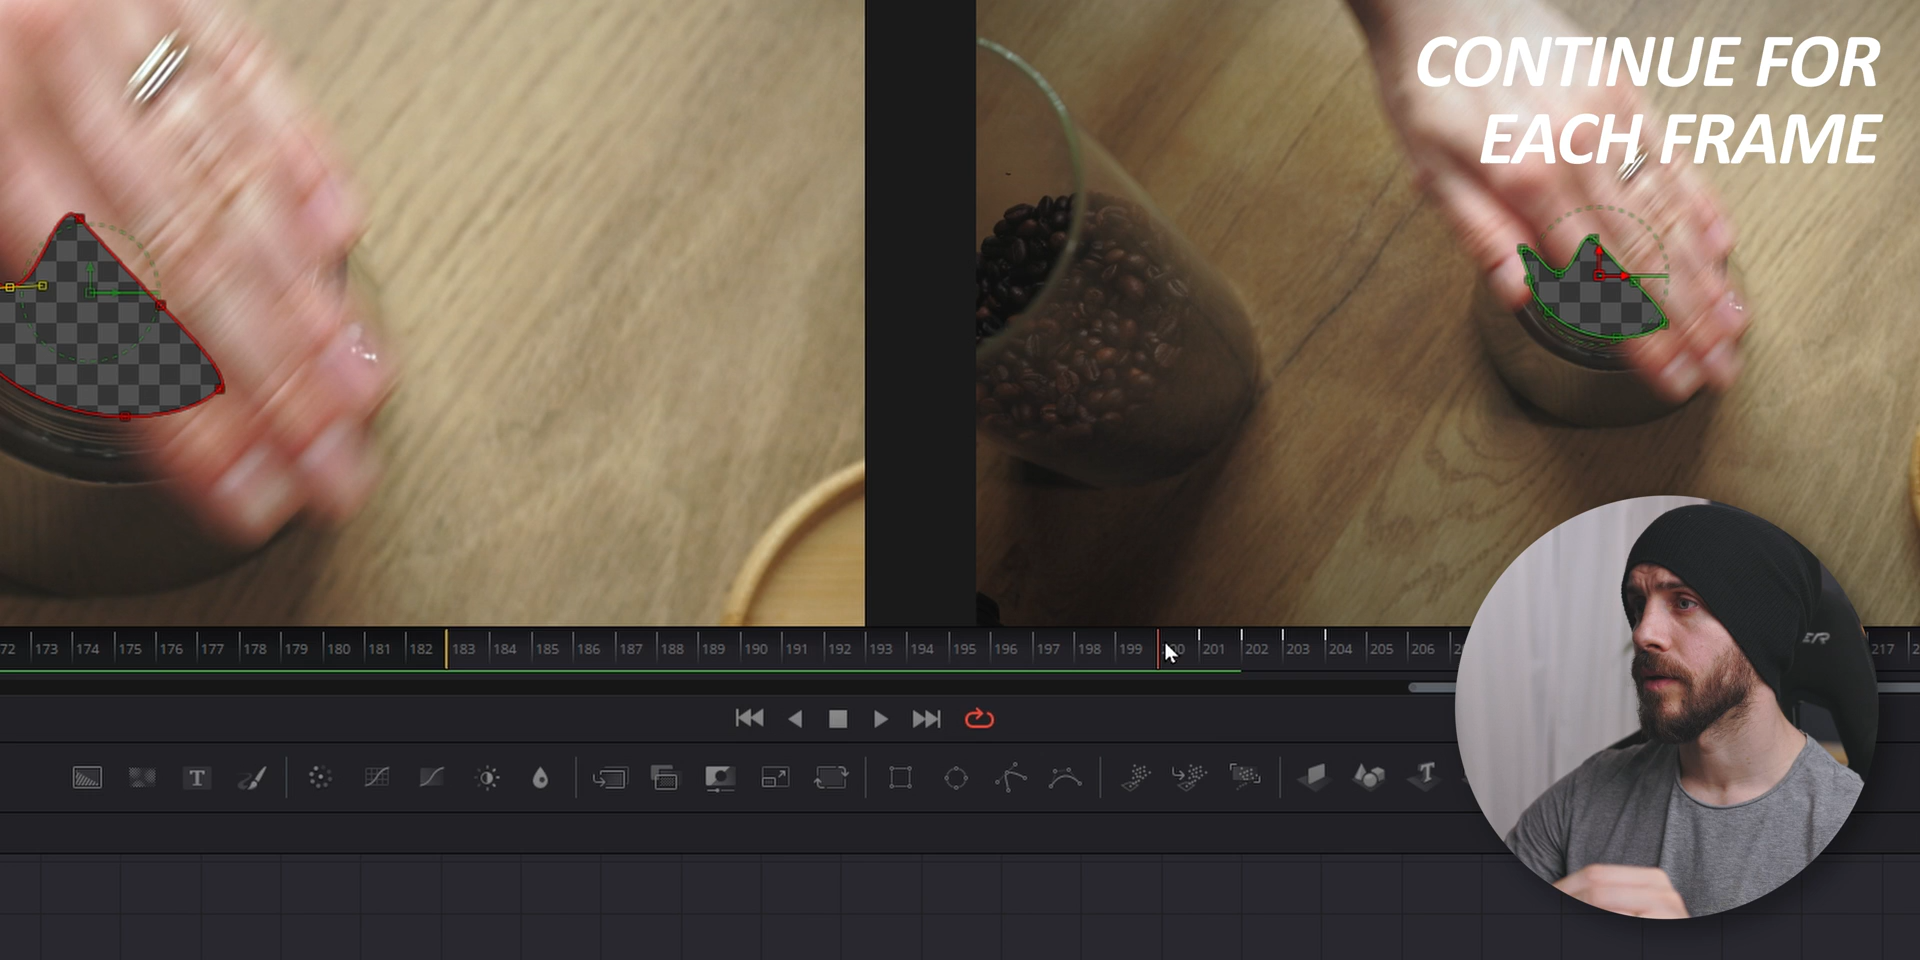 CONTINUE FOR
EACH FRAME
72 173 174 175 176 177 178 179 180 181 182 183 184 185 186 187 188 189 190 191 192 193 194 195 196 197 198 199 201 202 203 204 205 206 217
T
T